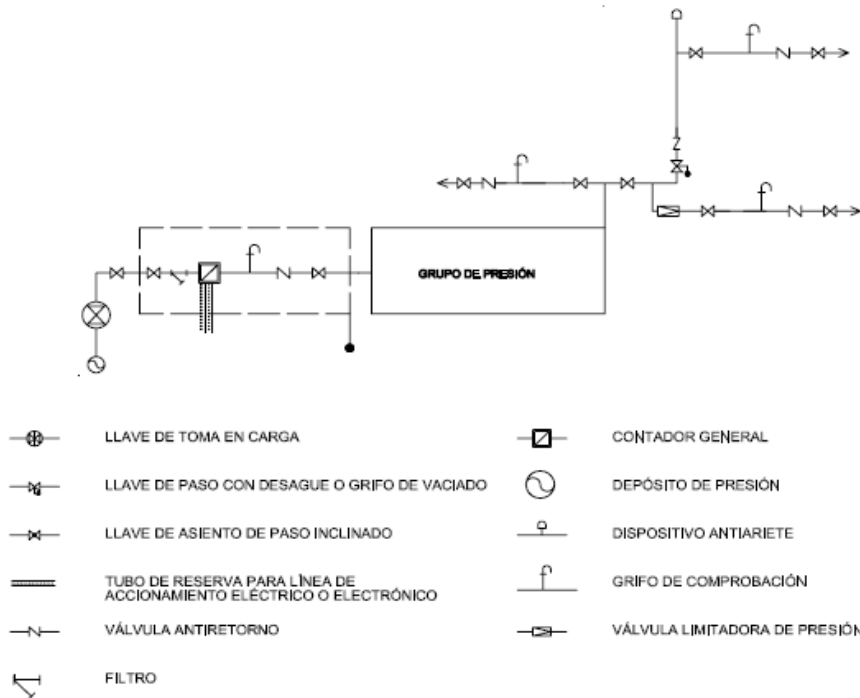 GRUPO DE PRESIÓN
LLAVE DE TOMA EN CARGA
LLAVE DE PASO CON DESAGUE O GRIFO DE VACIADO
LLAVE DE ASIENTO DE PASO INCLINADO
TUBO DE RESERVA PARA LÍNEA DE
ACCIONAMIENTO ELÉCTRICO O ELECTRÓNICO
VÁLVULA ANTIRETORNO
FILTRO
CONTADOR GENERAL
DEPÓSITO DE PRESIÓN
DISPOSITIVO ANTIARIETE
GRIFO DE COMPROBACIÓN
VÁLVULA LIMITADORA DE PRESIÓN